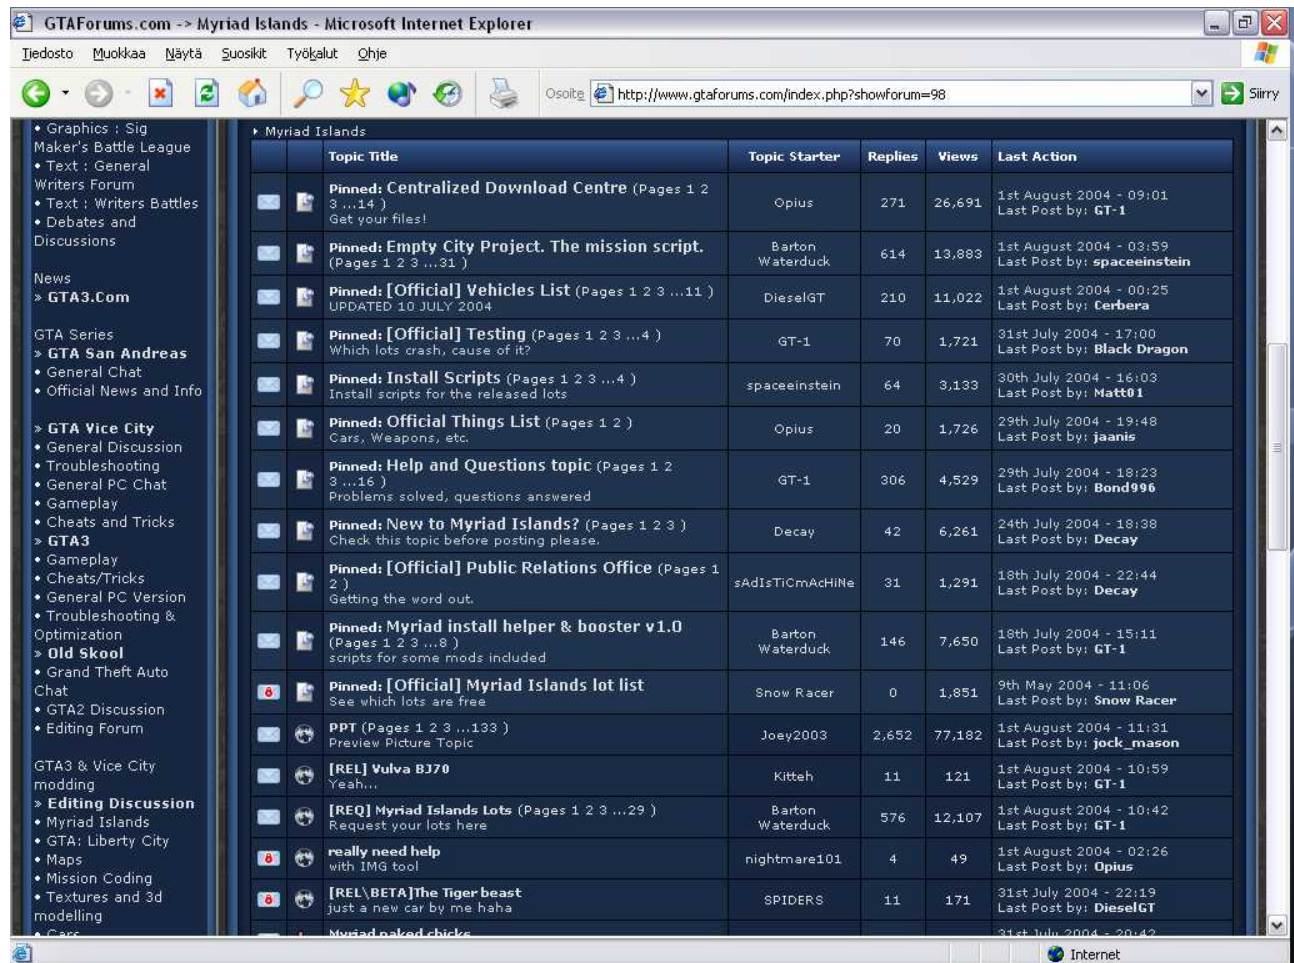 GTAForums.com -> Myriad Islands - Microsoft Internet Explorer
Tiedosto Muokkaa Näytä Suosikit Työkalut Ohje
Osoite http://www.gtaforums.com/index.php?showforum=98 Siirry
• Graphics : Sig
Maker's Battle League
• Text : General
Writers Forum
• Text : Writers Battles
• Debates and
Discussions
News
» GTA3.Com
GTA Series
» GTA San Andreas
• General Chat
• Official News and Info
» GTA Vice City
• General Discussion
• Troubleshooting
• General PC Chat
• Gameplay
• Cheats and Tricks
» GTA3
• Gameplay
• Cheats/Tricks
• General PC Version
• Troubleshooting &
Optimization
» Old Skool
• Grand Theft Auto
Chat
• GTA2 Discussion
• Editing Forum
GTA3 & Vice City
modding
» Editing Discussion
• Myriad Islands
• GTA: Liberty City
• Maps
• Mission Coding
• Textures and 3d
modelling
• Cars
Myriad Islands
Topic Title Topic Starter Replies Views Last Action
Pinned: Centralized Download Centre (Pages 1 2
3 ...14 )
Get your files!
Opius 271 26,691
1st August 2004 - 09:01
Last Post by: GT-1
Pinned: Empty City Project. The mission script.
(Pages 1 2 3 ...31 )
Barton
Waterduck
614 13,883
1st August 2004 - 03:59
Last Post by: spaceeinstein
Pinned: [Official] Vehicles List (Pages 1 2 3 ...11 )
UPDATED 10 JULY 2004
DieselGT 210 11,022
1st August 2004 - 00:25
Last Post by: Cerbera
Pinned: [Official] Testing (Pages 1 2 3 ...4 )
Which lots crash, cause of it?
GT-1 70 1,721
31st July 2004 - 17:00
Last Post by: Black Dragon
Pinned: Install Scripts (Pages 1 2 3 ...4 )
Install scripts for the released lots
spaceeinstein 64 3,133
30th July 2004 - 16:03
Last Post by: Matt01
Pinned: Official Things List (Pages 1 2 )
Cars, Weapons, etc.
Opius 20 1,726
29th July 2004 - 19:48
Last Post by: jaanis
Pinned: Help and Questions topic (Pages 1 2
3 ...16 )
Problems solved, questions answered
GT-1 306 4,529
29th July 2004 - 18:23
Last Post by: Bond996
Pinned: New to Myriad Islands? (Pages 1 2 3 )
Check this topic before posting please.
Decay 42 6,261
24th July 2004 - 18:38
Last Post by: Decay
Pinned: [Official] Public Relations Office (Pages 1
2 )
Getting the word out.
sAdIsTiCmAcHiNe 31 1,291
18th July 2004 - 22:44
Last Post by: Decay
Pinned: Myriad install helper & booster v1.0
(Pages 1 2 3 ...8 )
scripts for some mods included
Barton
Waterduck
146 7,650
18th July 2004 - 15:11
Last Post by: GT-1
Pinned: [Official] Myriad Islands lot list
See which lots are free
Snow Racer 0 1,851
9th May 2004 - 11:06
Last Post by: Snow Racer
PPT (Pages 1 2 3 ...133 )
Preview Picture Topic
Joey2003 2,652 77,182
1st August 2004 - 11:31
Last Post by: jock_mason
[REL] Vulva BJ70
Yeah...
Kitteh 11 121
1st August 2004 - 10:59
Last Post by: GT-1
[REQ] Myriad Islands Lots (Pages 1 2 3 ...29 )
Request your lots here
Barton
Waterduck
576 12,107
1st August 2004 - 10:42
Last Post by: GT-1
really need help
with IMG tool
nightmare101 4 49
1st August 2004 - 02:26
Last Post by: Opius
[REL\BETA]The Tiger beast
just a new car by me haha
SPIDERS 11 171
31st July 2004 - 22:19
Last Post by: DieselGT
Myriad naked chicks
31st July 2004 - 20:42
Internet